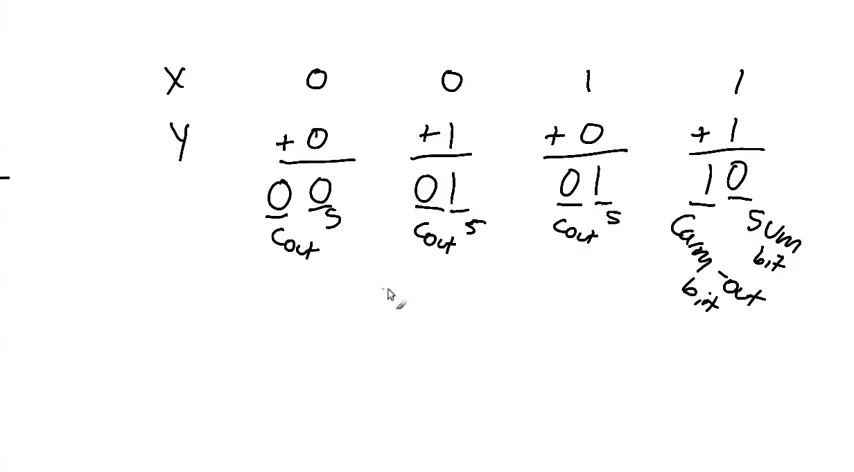 X 0 0 1 1
Y +0 +1 +0 +1
00 01 01 10
Cout S Cout S Cout S Carry-out bit Sum bit